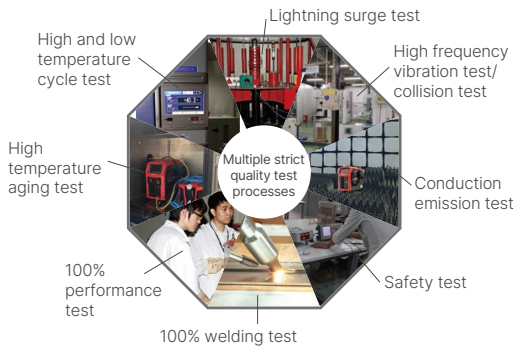 Lightning surge test
High and low
temperature
cycle test
High frequency
vibration test/
collision test
High
temperature
aging test
Multiple strict
quality test
processes
Conduction
emission test
100%
performance
test
Safety test
100% welding test